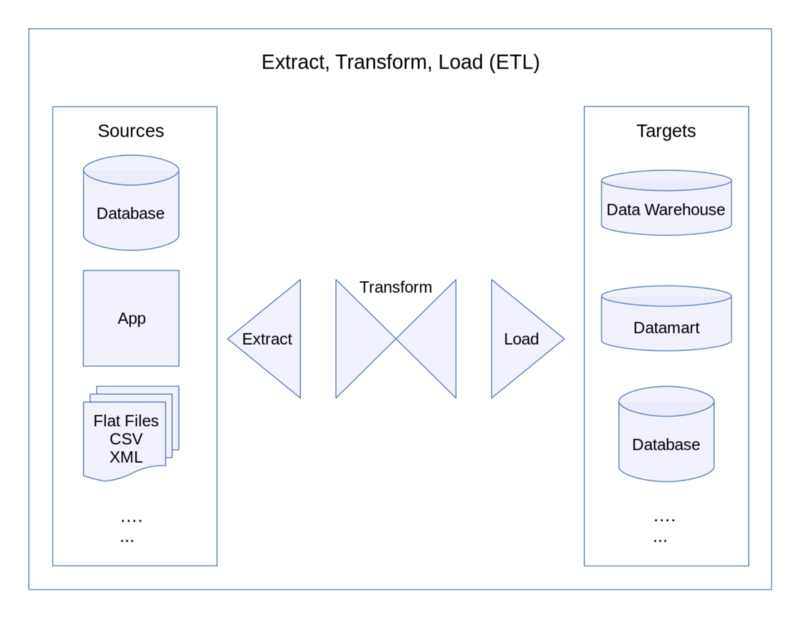 Extract, Transform, Load (ETL)
Sources
Database
App
Flat Files
CSV
XML
....
...
Extract
Transform
Load
Targets
Data Warehouse
Datamart
Database
....
...